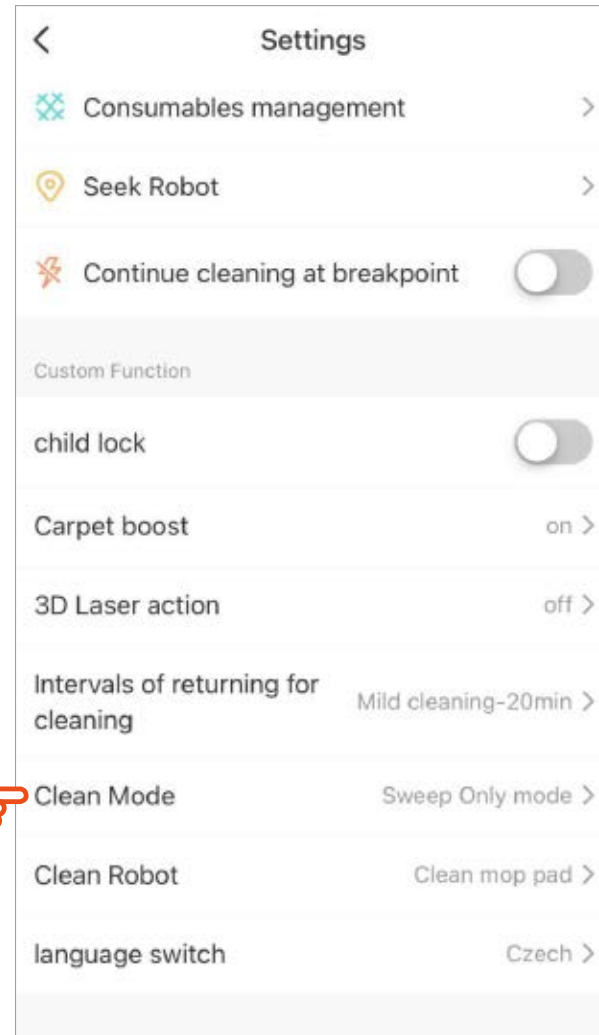 Settings
Consumables management
Seek Robot
Continue cleaning at breakpoint
Custom Function
child lock
Carpet boost on
3D Laser action off
Intervals of returning for
cleaning Mild cleaning-20min
Clean Mode Sweep Only mode
Clean Robot Clean mop pad
language switch Czech